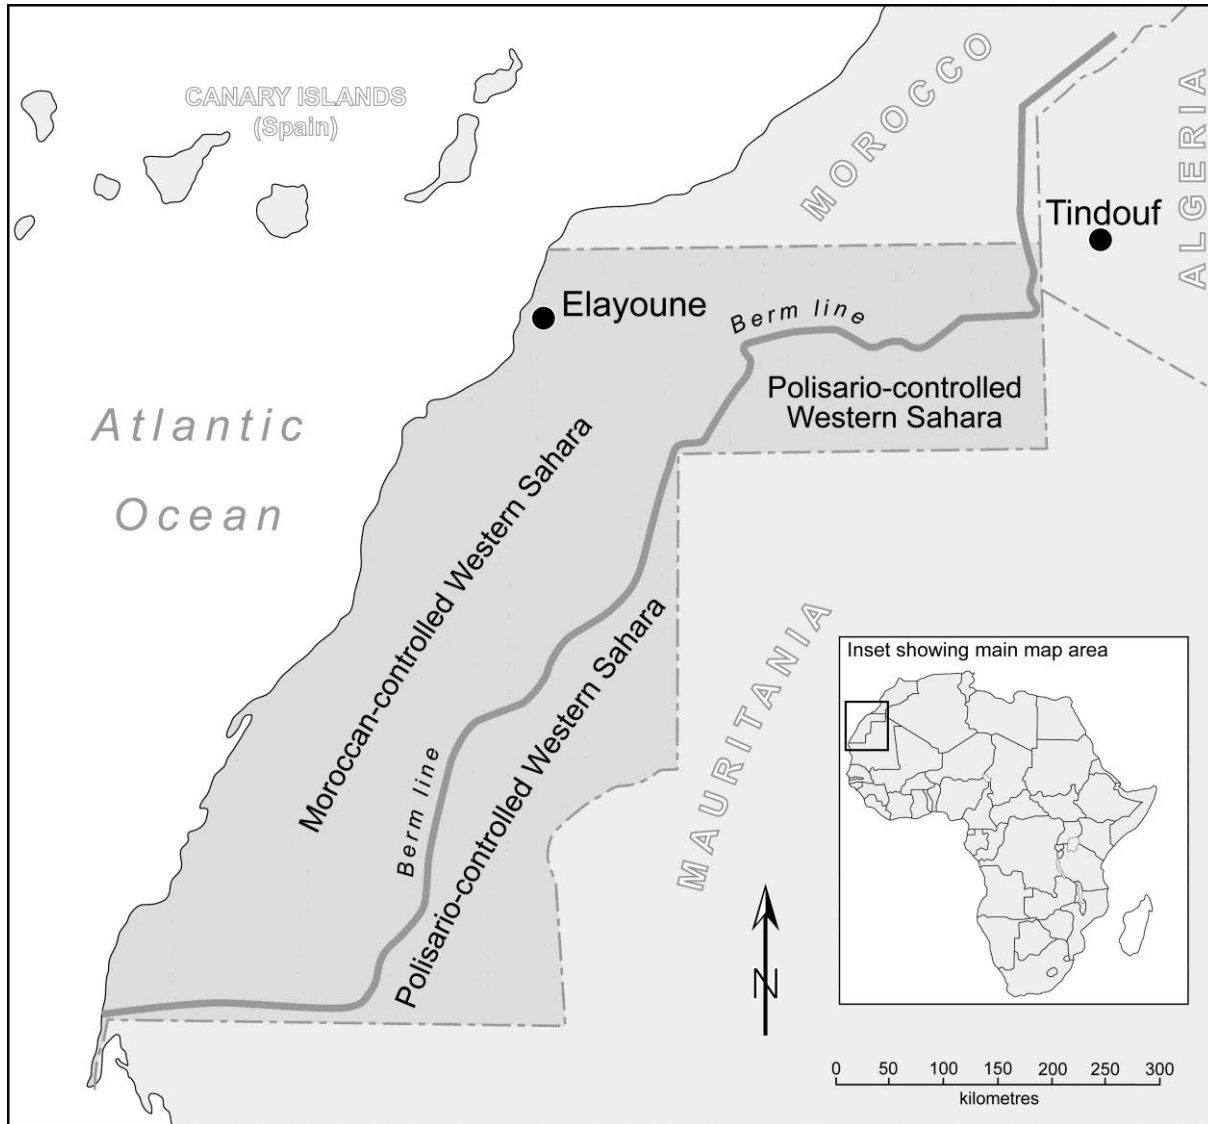 CANARY ISLANDS
(Spain)
MOROCCO
ALGERIA
Tindouf
Elayoune
Berm line
Polisario-controlled
Western Sahara
Atlantic
Ocean
Moroccan-controlled Western Sahara
Polisario-controlled Western Sahara
Berm line
MAURITANIA
Inset showing main map area
N
0 50 100 150 200 250 300
kilometres